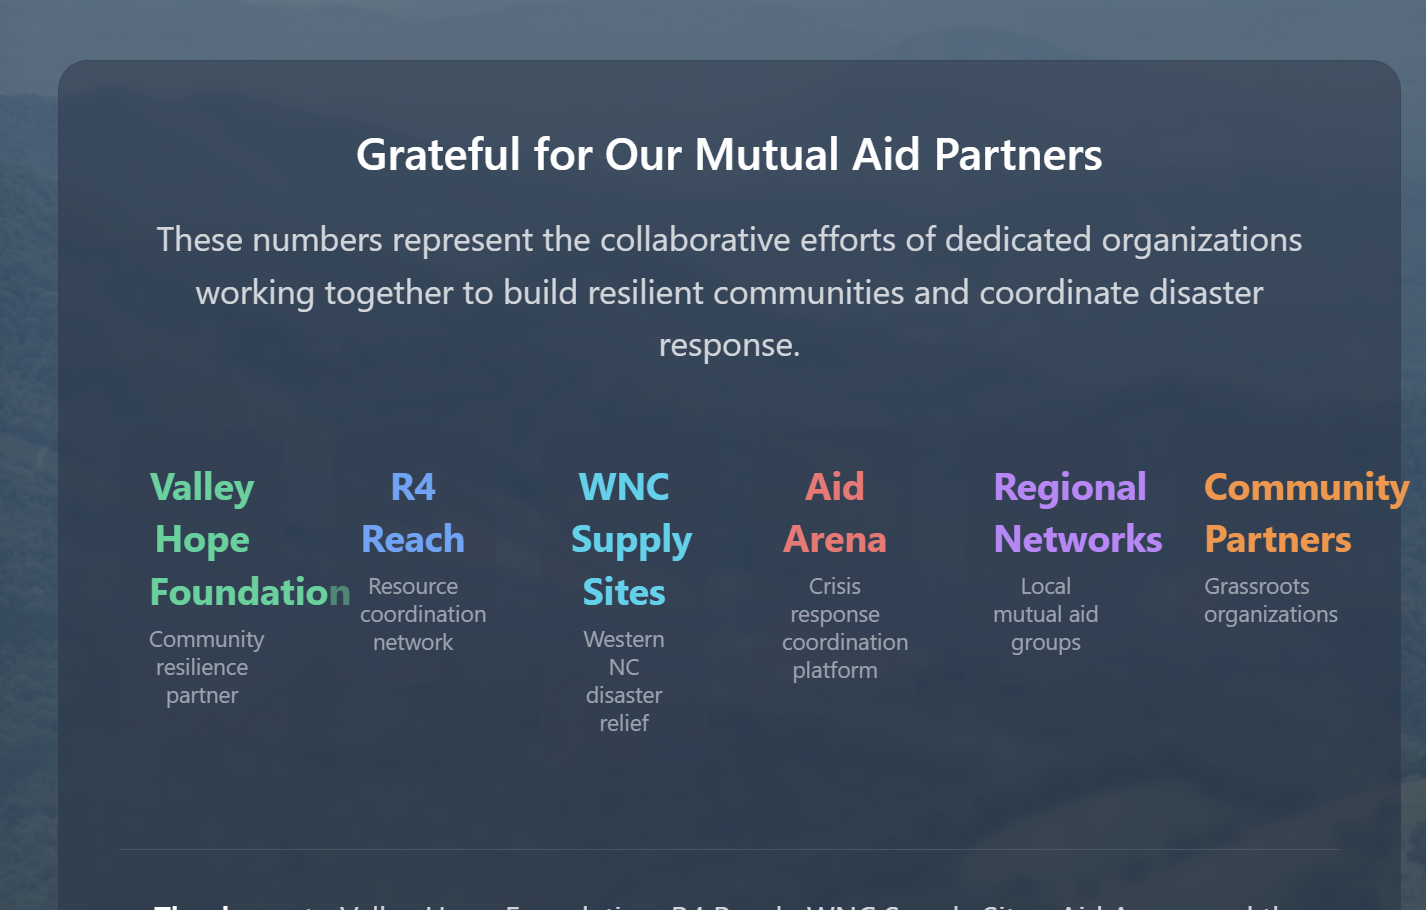 Grateful for Our Mutual Aid Partners
These numbers represent the collaborative efforts of dedicated organizations
working together to build resilient communities and coordinate disaster
response.
Valley
Hope
Foundation
Community
resilience
partner
R4
Reach
Resource
coordination
network
WNC
Supply
Sites
Western
NC
disaster
relief
Aid
Arena
Crisis
response
coordination
platform
Regional
Networks
Local
mutual aid
groups
Community
Partners
Grassroots
organizations